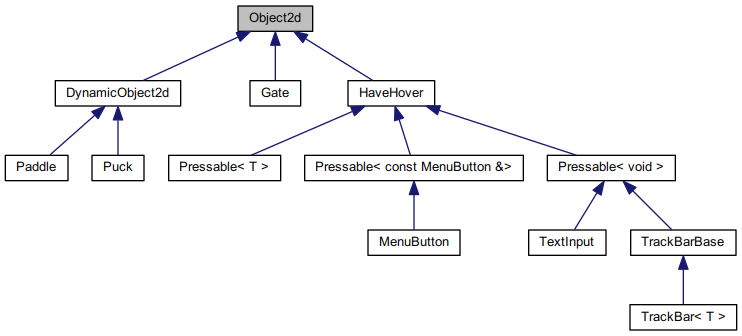 Object2d
DynamicObject2d
Gate
HaveHover
Paddle
Puck
Pressable< T >
Pressable< const MenuButton &>
Pressable< void >
MenuButton
TextInput
TrackBarBase
TrackBar< T >